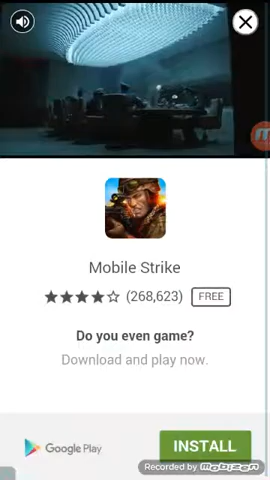 Mobile Strike
(268,623) FREE
Do you even game?
Download and play now.
Google Play
INSTALL
Recorded by mobizen